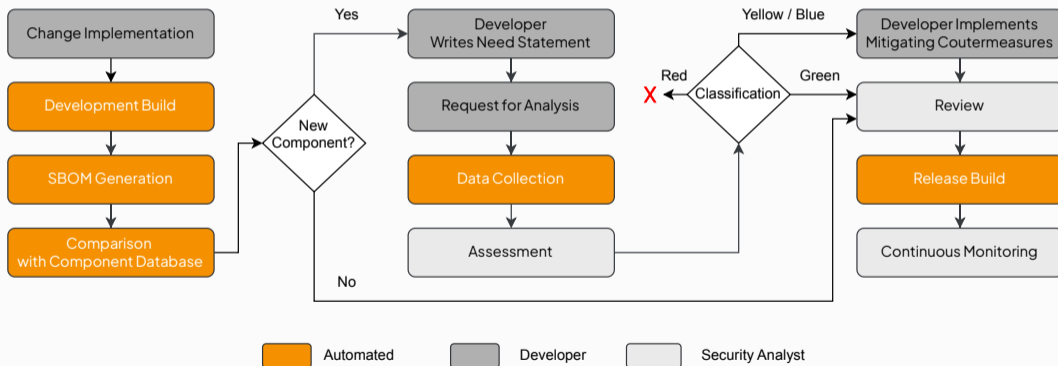 Change Implementation
Development Build
SBOM Generation
Comparison
with Component Database
New
Component?
Yes
No
Developer
Writes Need Statement
Request for Analysis
Data Collection
Assessment
Classification
Red
X
Yellow / Blue
Green
Developer Implements
Mitigating Coutermeasures
Review
Release Build
Continuous Monitoring
Automated
Developer
Security Analyst